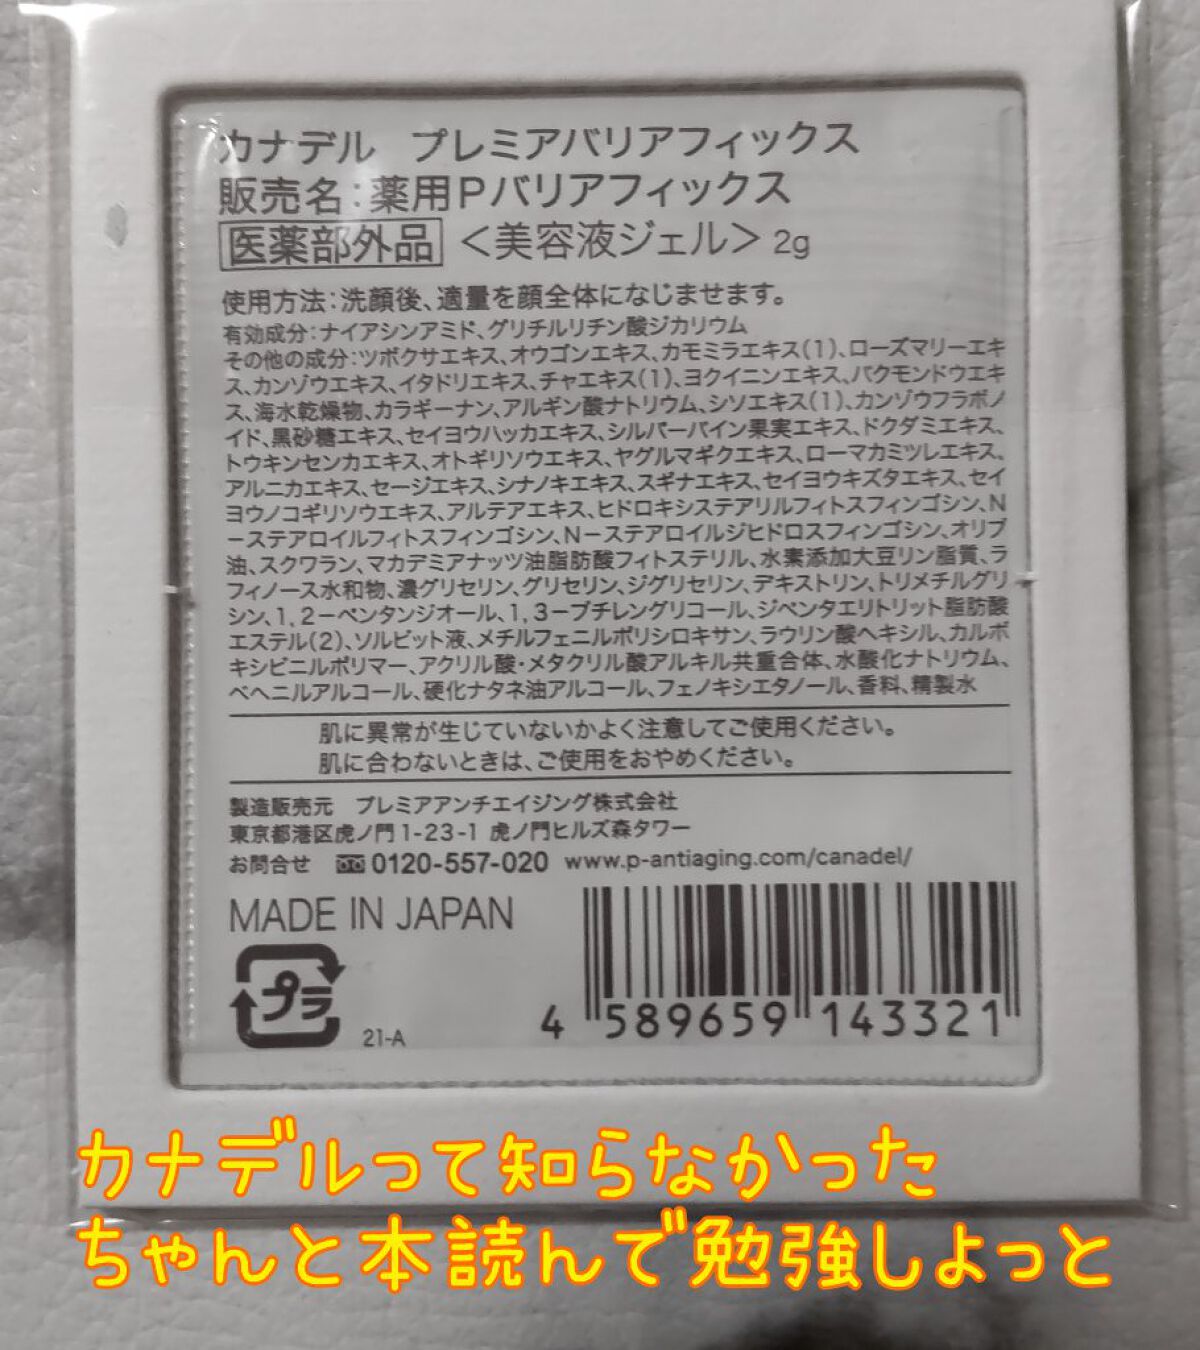 カナデル プレミアバリアフィックス
販売名:薬用Pバリアフィックス
医薬部外品 <美容液ジェル> 2g
使用方法:洗顔後、適量を顔全体になじませます。
有効成分:ナイアシンアミド、グリチルリチン酸ジカリウム
その他の成分:ツボクサエキス、オウゴンエキス、カモミラエキス(1)、ローズマリーエキ
ス、カンゾウエキス、イタドリエキス、チャエキス(1)、ヨクイニンエキス、バクモンドウエキ
ス、海水乾燥物、カラギーナン、アルギン酸ナトリウム、シソエキス(1)、カンゾウフラボノ
イド、黒砂糖エキス、セイヨウハッカエキス、シルバーバイン果実エキス、ドクダミエキス、
トウキンセンカエキス、オトギリソウエキス、ヤグルマギクエキス、ローマカミツレエキス、
アルニカエキス、セージエキス、シナノキエキス、スギナエキス、セイヨウキズタエキス、セイ
ヨウノコギリソウエキス、アルテアエキス、ヒドロキシステアリルフィトスフィンゴシン、N
-ステアロイルフィトスフィンゴシン、N-ステアロイルジヒドロスフィンゴシン、オリブ
油、スクワラン、マカデミアナッツ油脂肪酸フィトステリル、水素添加大豆リン脂質、ラ
フィノース水和物、濃グリセリン、グリセリン、ジグリセリン、デキストリン、トリメチルグリ
シン、1,2-ペンタンジオール、1,3-ブチレングリコール、ジペンタエリトリット脂肪酸
エステル(2)、ソルビット液、メチルフェニルポリシロキサン、ラウリン酸ヘキシル、カルボ
キシビニルポリマー、アクリル酸・メタクリル酸アルキル共重合体、水酸化ナトリウム、
ベヘニルアルコール、硬化ナタネ油アルコール、フェノキシエタノール、香料、精製水
肌に異常が生じていないかよく注意してご使用ください。
肌に合わないときは、ご使用をおやめください。
製造販売元 プレミアアンチエイジング株式会社
東京都港区虎ノ門1-23-1 虎ノ門ヒルズ森タワー
お問合せ 0120-557-020 www.p-antiaging.com/canadel/
MADE IN JAPAN
プラ
21-A
4 589659 143321
カナデルって知らなかった
ちゃんと本読んで勉強しよっと